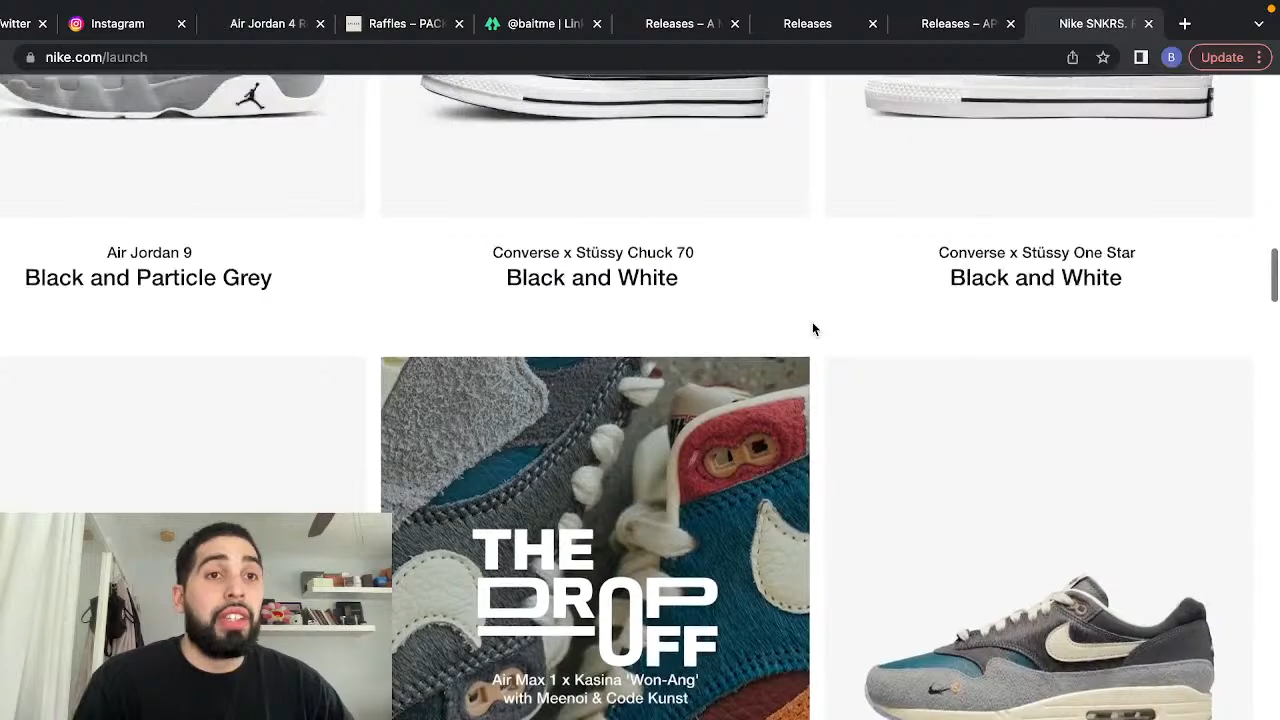 witter
Instagram
Air Jordan 4 R
Raffles – PACK
@baitme | Lin
Releases – A
Releases
Releases – AP
Nike SNKRS.
nike.com/launch
B
Update
Air Jordan 9
Black and Particle Grey
Converse x Stüssy Chuck 70
Black and White
Converse x Stüssy One Star
Black and White
THE
DROP
OFF
Air Max 1 x Kasina 'Won-Ang'
with Meenoi & Code Kunst